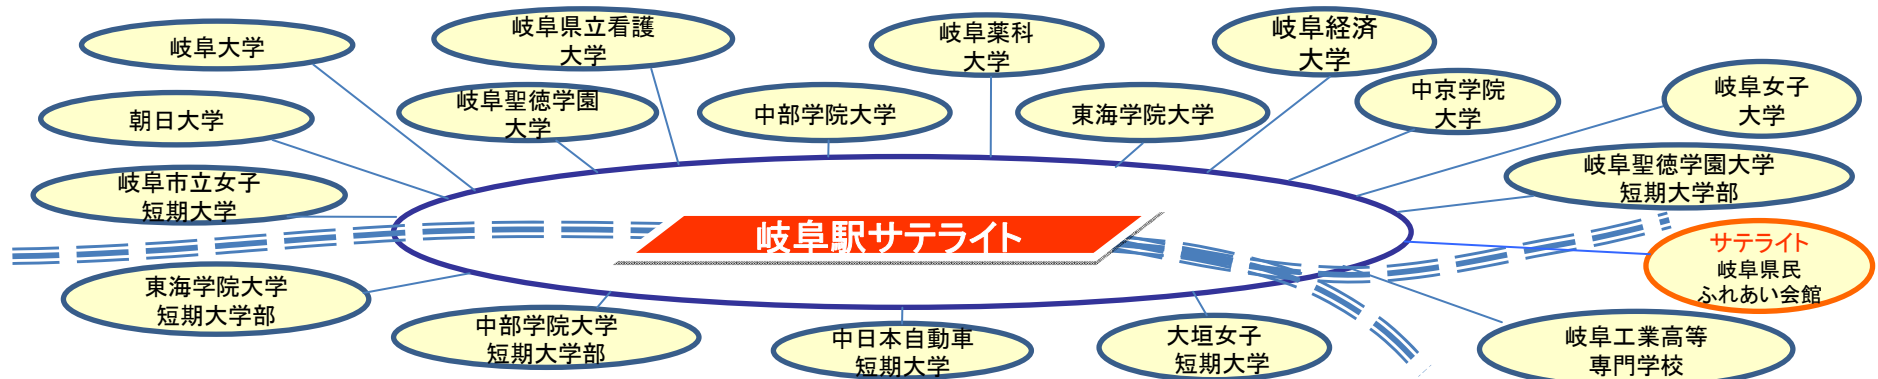 岐阜大学
岐阜県立看護
大学
岐阜薬科
大学
岐阜経済
大学
朝日大学
岐阜聖徳学園
大学
中部学院大学
東海学院大学
中京学院
大学
岐阜女子
大学
岐阜市立女子
短期大学
岐阜聖徳学園大学
短期大学部
岐阜駅サテライト
サテライト
岐阜県民
ふれあい会館
東海学院大学
短期大学部
中部学院大学
短期大学部
中日本自動車
短期大学
大垣女子
短期大学
岐阜工業高等
専門学校